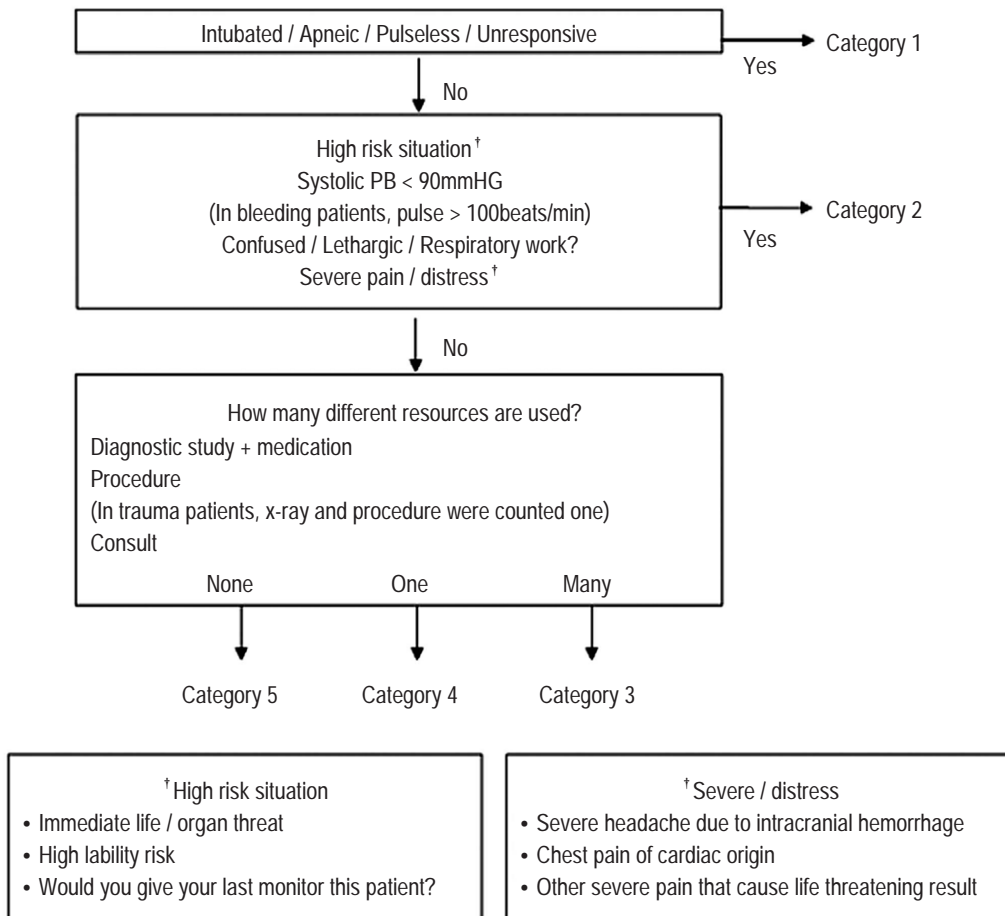 Intubated / Apneic / Pulseless / Unresponsive
Yes
Category 1
No
High risk situation†
Systolic PB < 90mmHG
(In bleeding patients, pulse > 100beats/min)
Confused / Lethargic / Respiratory work?
Severe pain / distress†
Yes
Category 2
No
How many different resources are used?
Diagnostic study + medication
Procedure
(In trauma patients, x-ray and procedure were counted one)
Consult
None One Many
Category 5 Category 4 Category 3
†High risk situation
• Immediate life / organ threat
• High lability risk
• Would you give your last monitor this patient?
†Severe / distress
• Severe headache due to intracranial hemorrhage
• Chest pain of cardiac origin
• Other severe pain that cause life threatening result